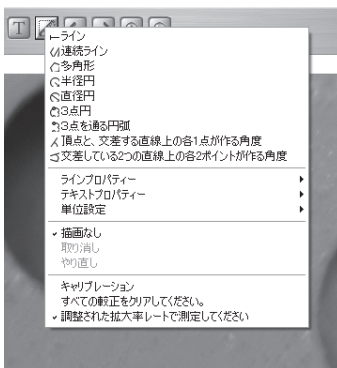 T
ライン
連続ライン
多角形
半径円
直径円
3点円
3点を通る円弧
頂点と、交差する直線上の各1点が作る角度
交差している2つの直線上の各2ポイントが作る角度
ラインプロパティー
テキストプロパティー
単位設定
描画なし
取り消し
やり直し
キャリブレーション
すべての較正をクリアしてください。
調整された拡大率レートで測定してください